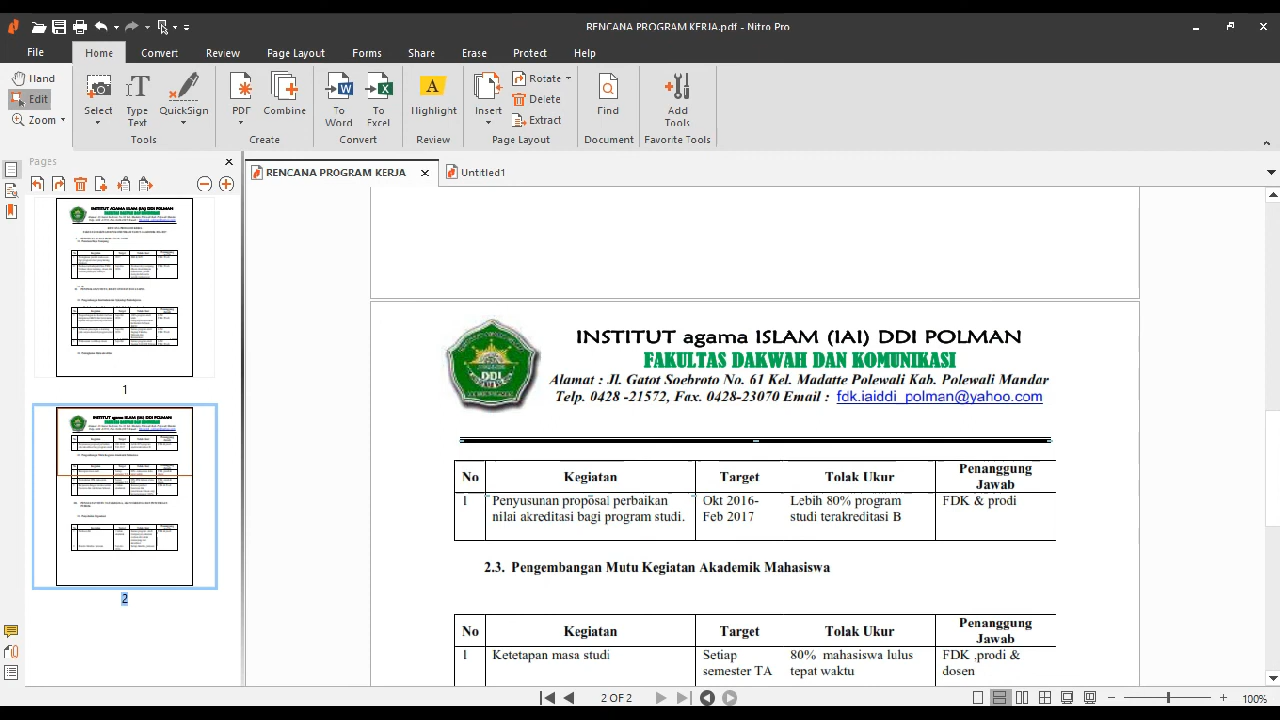 RENCANA PROGRAM KERJA.pdf - Nitro Pro
File Home Convert Review Page Layout Forms Share Erase Protect Help
Hand
Edit
Zoom
Select
Type Text
QuickSign
Tools
PDF
Combine
Create
To Word
To Excel
Convert
Highlight
Review
Insert
Rotate
Delete
Extract
Page Layout
Find
Document
Add Tools
Favorite Tools
Pages
RENCANA PROGRAM KERJA
Untitled1
1
2
INSTITUT agama ISLAM (IAI) DDI POLMAN
FAKULTAS DAKWAH DAN KOMUNIKASI
Alamat : Jl. Gatot Soebroto No. 61 Kel. Madatte Polewali Kab. Polewali Mandar
Telp. 0428 -21572, Fax. 0428-23070 Email : fdk.iaiddi_polman@yahoo.com
DDI
No Kegiatan Target Tolak Ukur Penanggung Jawab
1 Penyusunan proposal perbaikan nilai akreditasi bagi program studi. Okt 2016-Feb 2017 Lebih 80% program studi terakreditasi B FDK & prodi
2.3. Pengembangan Mutu Kegiatan Akademik Mahasiswa
No Kegiatan Target Tolak Ukur Penanggung Jawab
1 Ketetapan masa studi Setiap semester TA 80% mahasiswa lulus tepat waktu FDK ,prodi & dosen
2 OF 2
100%